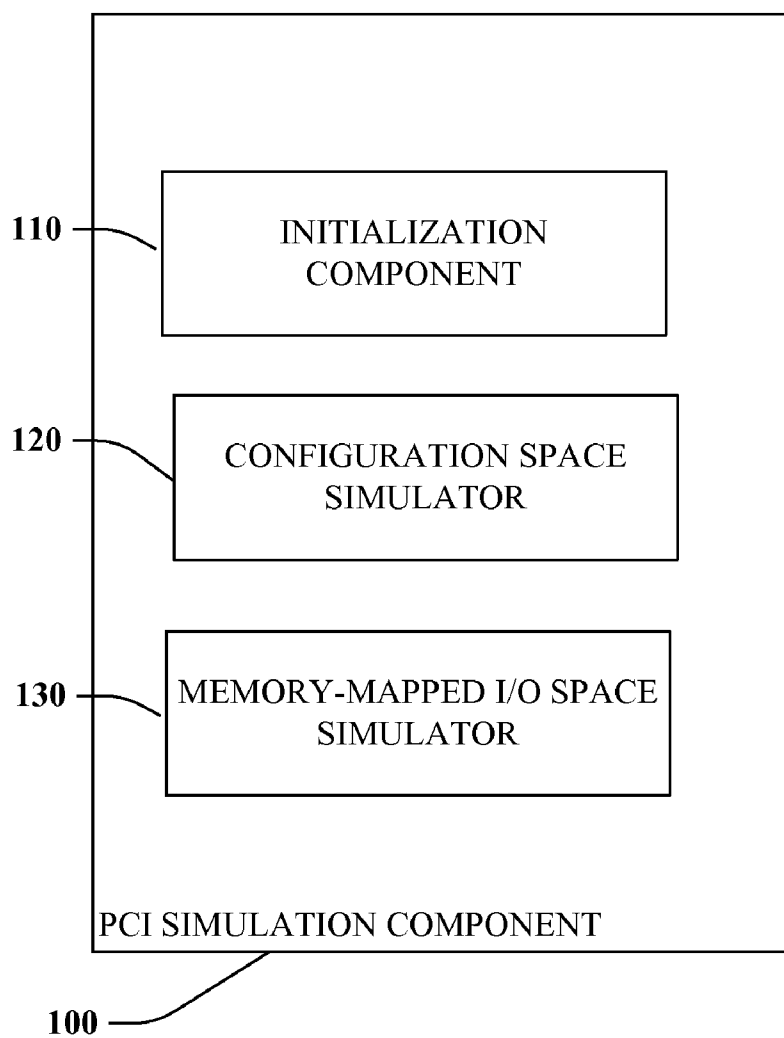 110
INITIALIZATION
COMPONENT
120
CONFIGURATION SPACE
SIMULATOR
130
MEMORY-MAPPED I/O SPACE
SIMULATOR
PCI SIMULATION COMPONENT
100